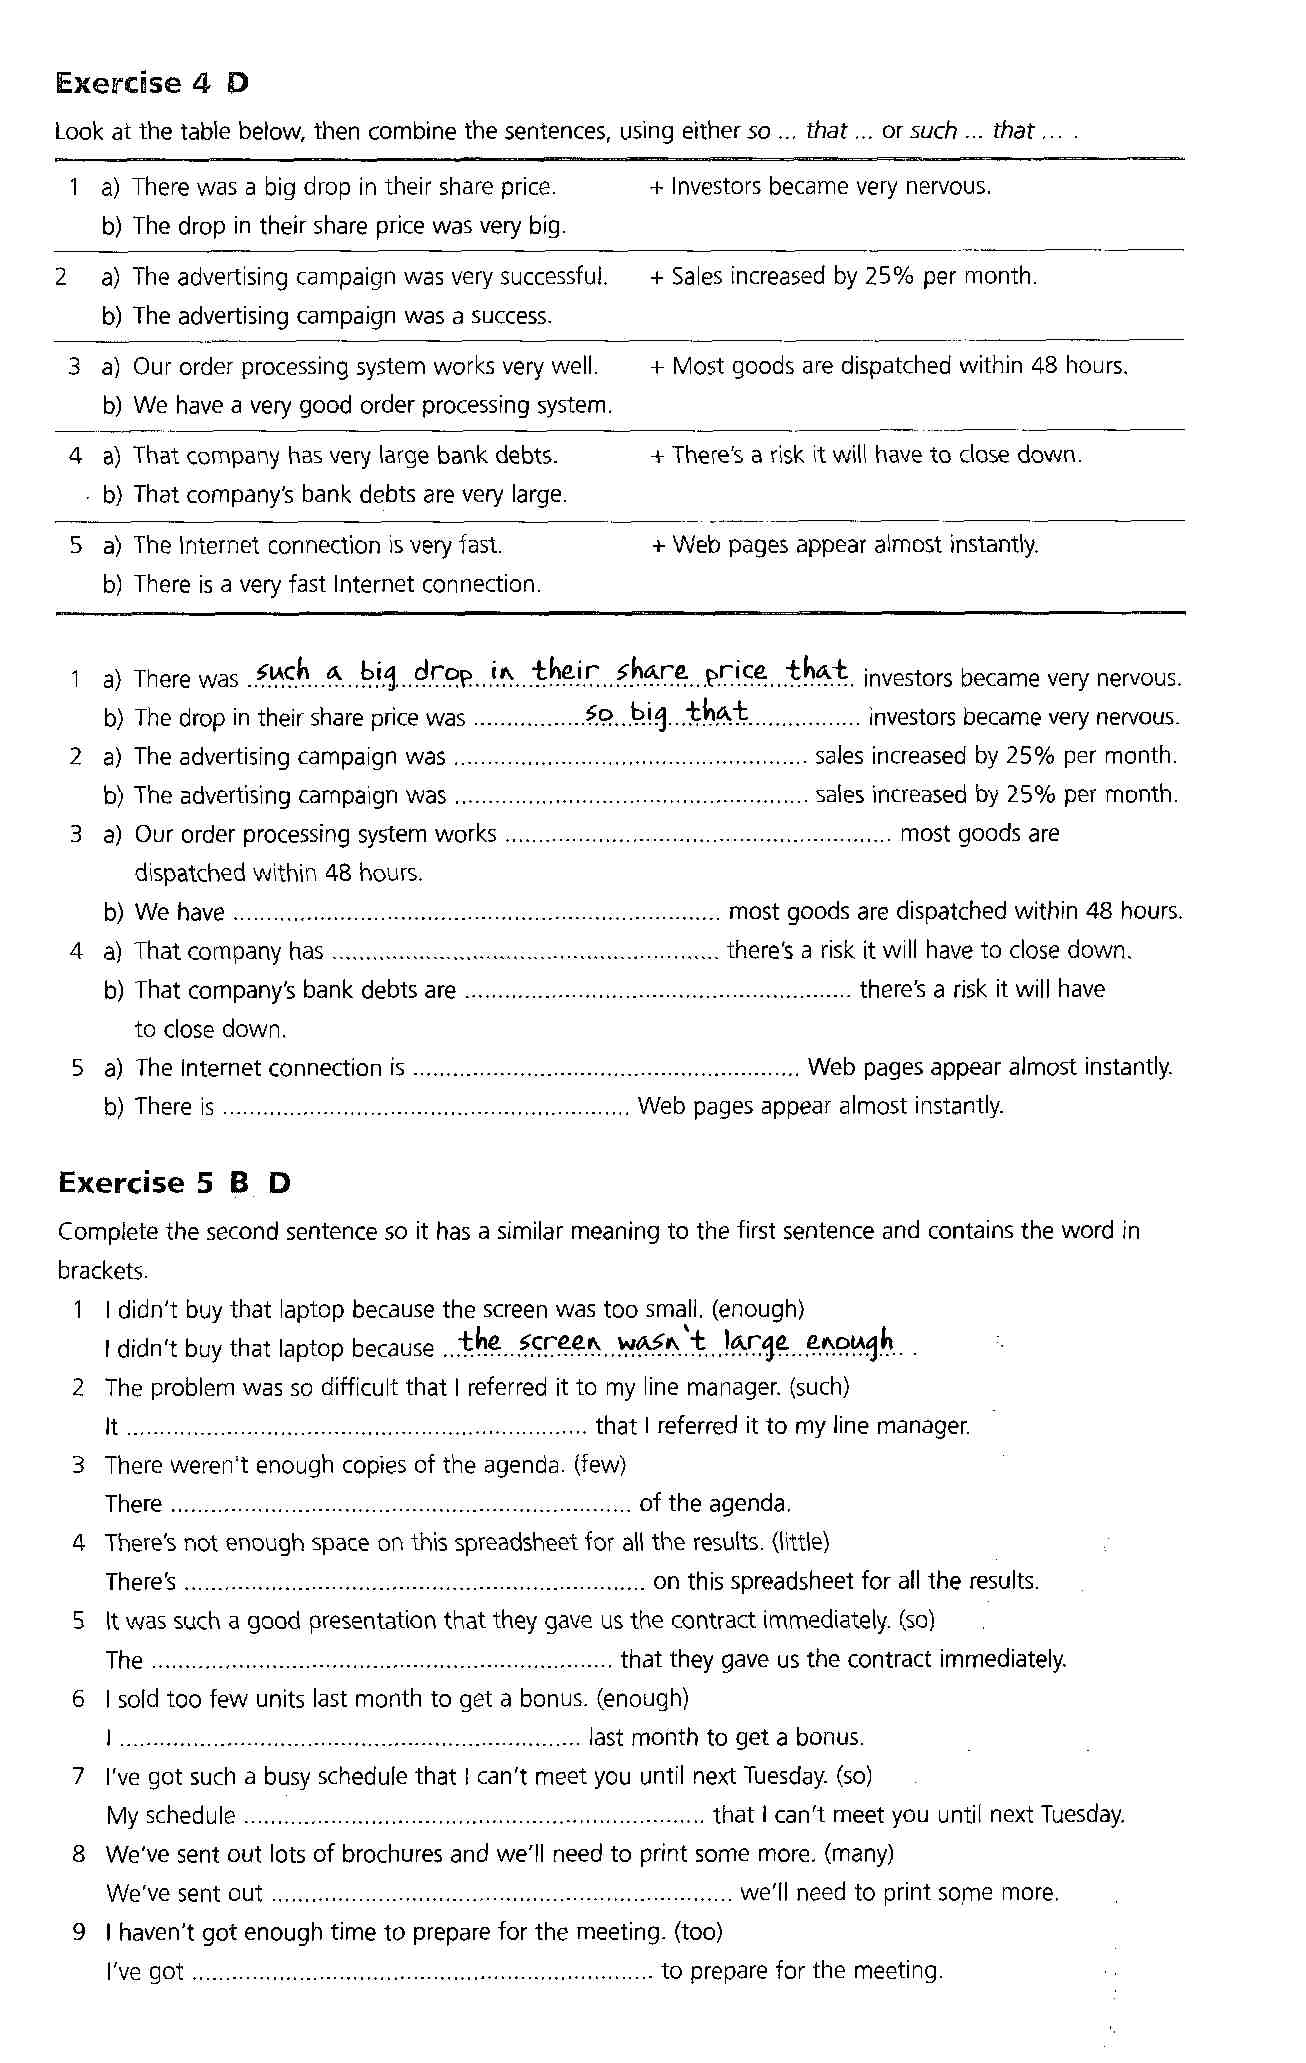 Exercise 4 D
Look at the table below, then combine the sentences, using either so ... that ... or such ... that ... .
1 a) There was a big drop in their share price. + Investors became very nervous.
b) The drop in their share price was very big.
2 a) The advertising campaign was very successful. + Sales increased by 25% per month.
b) The advertising campaign was a success.
3 a) Our order processing system works very well. + Most goods are dispatched within 48 hours.
b) We have a very good order processing system.
4 a) That company has very large bank debts. + There's a risk it will have to close down.
b) That company's bank debts are very large.
5 a) The Internet connection is very fast. + Web pages appear almost instantly.
b) There is a very fast Internet connection.
1 a) There was such a big drop in their share price that investors became very nervous.
b) The drop in their share price was ................so big that................ investors became very nervous.
2 a) The advertising campaign was .................................................... sales increased by 25% per month.
b) The advertising campaign was .................................................... sales increased by 25% per month.
3 a) Our order processing system works ......................................................... most goods are
dispatched within 48 hours.
b) We have ........................................................................ most goods are dispatched within 48 hours.
4 a) That company has ......................................................... there's a risk it will have to close down.
b) That company's bank debts are ......................................................... there's a risk it will have
to close down.
5 a) The Internet connection is ......................................................... Web pages appear almost instantly.
b) There is ............................................................ Web pages appear almost instantly.
Exercise 5 B D
Complete the second sentence so it has a similar meaning to the first sentence and contains the word in
brackets.
1 I didn't buy that laptop because the screen was too small. (enough)
I didn't buy that laptop because ...the screen wasn't large enough. .
2 The problem was so difficult that I referred it to my line manager. (such)
It .................................................................... that I referred it to my line manager.
3 There weren't enough copies of the agenda. (few)
There .................................................................... of the agenda.
4 There's not enough space on this spreadsheet for all the results. (little)
There's .................................................................... on this spreadsheet for all the results.
5 It was such a good presentation that they gave us the contract immediately. (so)
The .................................................................... that they gave us the contract immediately.
6 I sold too few units last month to get a bonus. (enough)
I .................................................................... last month to get a bonus.
7 I've got such a busy schedule that I can't meet you until next Tuesday. (so)
My schedule .................................................................... that I can't meet you until next Tuesday.
8 We've sent out lots of brochures and we'll need to print some more. (many)
We've sent out .................................................................... we'll need to print some more.
9 I haven't got enough time to prepare for the meeting. (too)
I've got .................................................................... to prepare for the meeting.